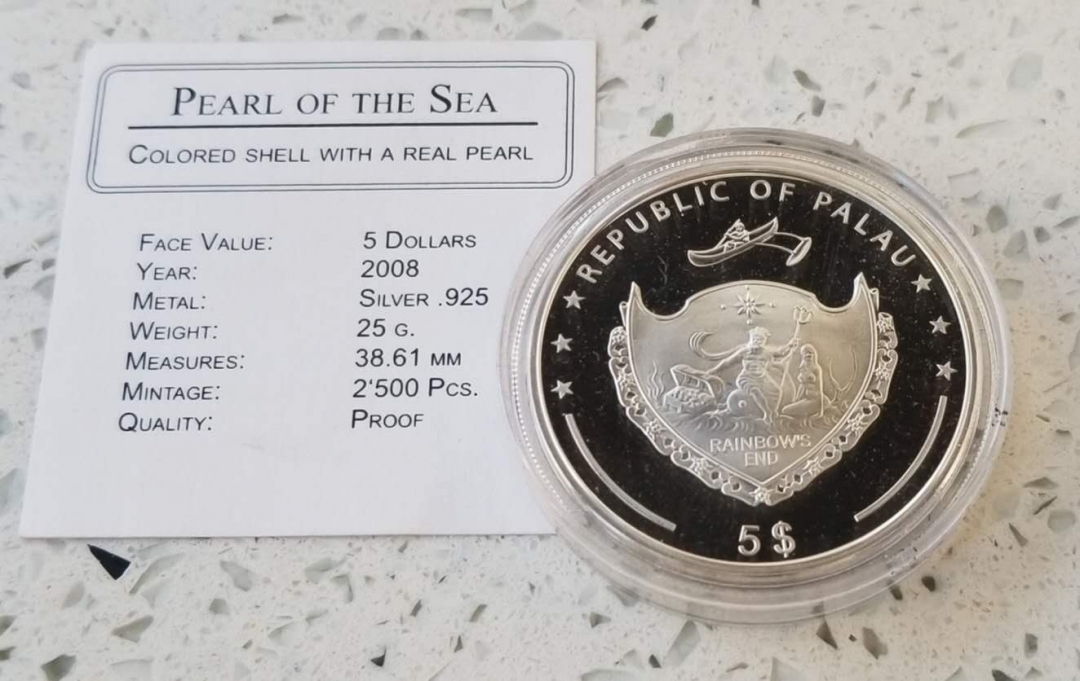 PEARL OF THE SEA
COLORED SHELL WITH A REAL PEARL
FACE VALUE: 5 DOLLARS
YEAR: 2008
METAL: SILVER .925
WEIGHT: 25 G.
MEASURES: 38.61 MM
MINTAGE: 2'500 PCS.
QUALITY: PROOF
REPUBLIC OF PALAU
RAINBOW'S
END
5 $